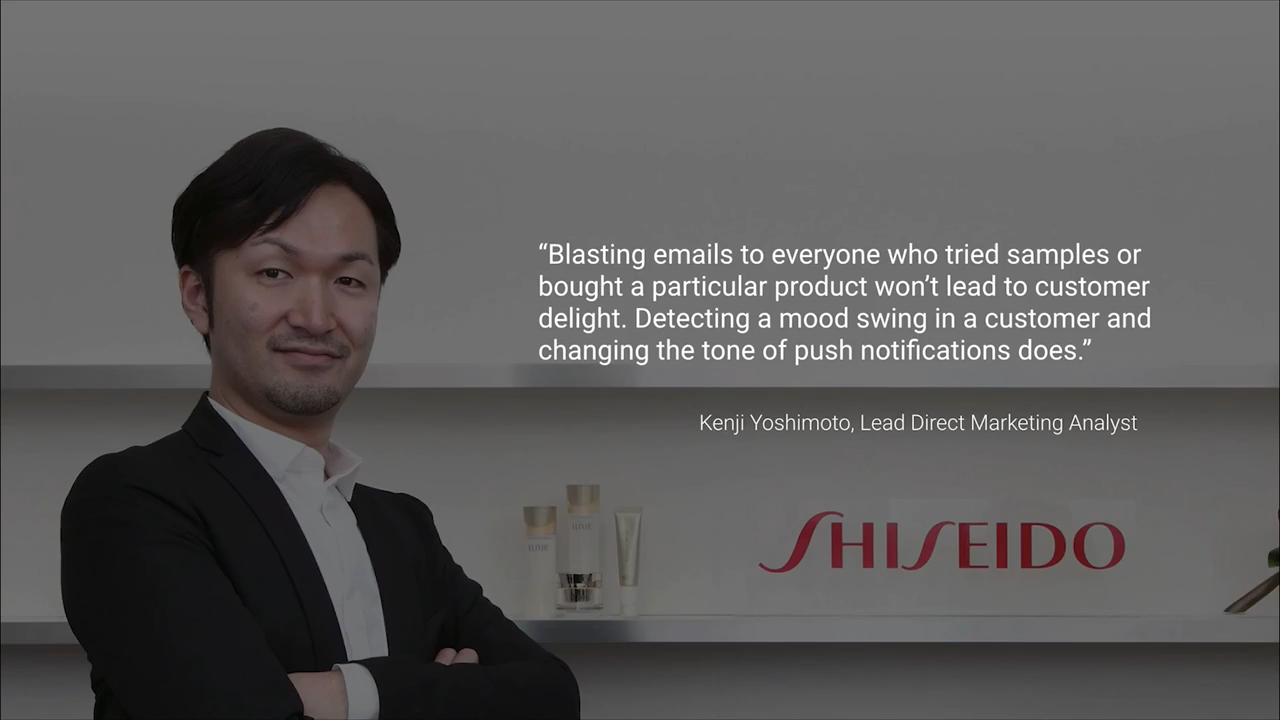 “Blasting emails to everyone who tried samples or
bought a particular product won’t lead to customer
delight. Detecting a mood swing in a customer and
changing the tone of push notifications does.”
Kenji Yoshimoto, Lead Direct Marketing Analyst
ELIXIR
SHISEIDO